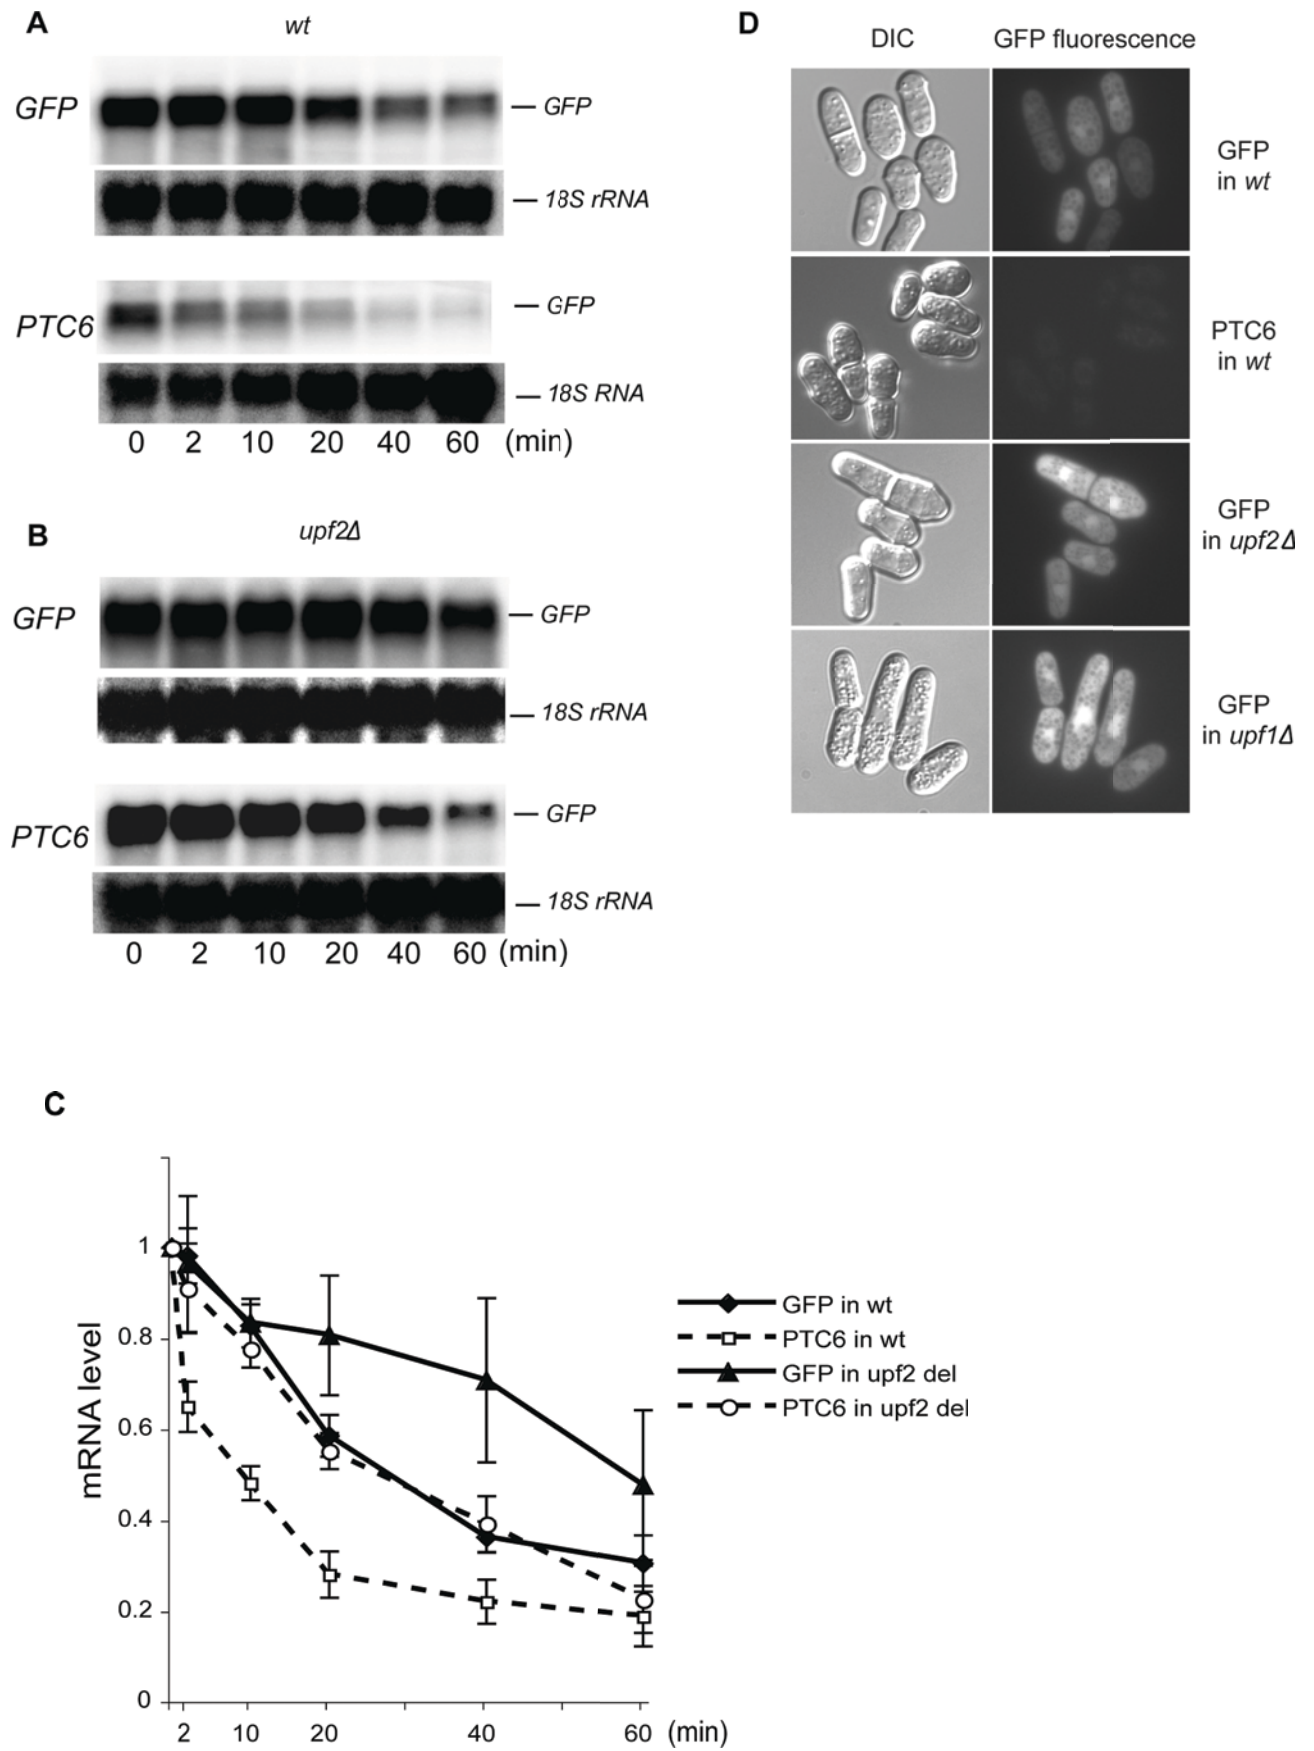 A
wt
GFP
GFP
18S rRNA
PTC6
GFP
18S RNA
0 2 10 20 40 60 (min)
B
upf2Δ
GFP
GFP
18S rRNA
PTC6
GFP
18S rRNA
0 2 10 20 40 60 (min)
C
mRNA level
1
0.8
0.6
0.4
0.2
0
2 10 20 40 60 (min)
GFP in wt
PTC6 in wt
GFP in upf2 del
PTC6 in upf2 del
D
DIC GFP fluorescence
GFP
in wt
PTC6
in wt
GFP
in upf2Δ
GFP
in upf1Δ